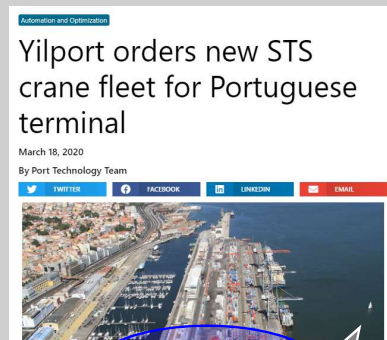 Automation and Optimization
Yilport orders new STS
crane fleet for Portuguese
terminal
March 18, 2020
By Port Technology Team
TWITTER
FACEBOOK
LINKEDIN
EMAIL